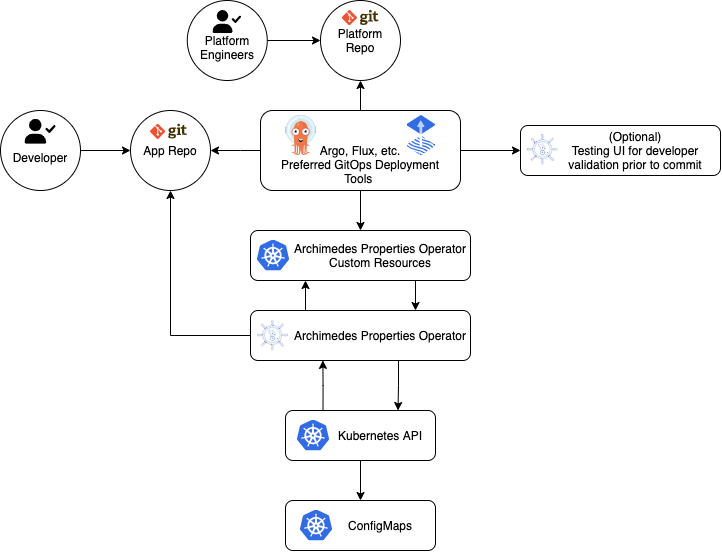 git
Platform
Engineers
Platform
Repo
git
Developer
App Repo
Argo, Flux, etc.
Preferred GitOps Deployment
Tools
(Optional)
Testing UI for developer
validation prior to commit
Archimedes Properties Operator
Custom Resources
Archimedes Properties Operator
Kubernetes API
ConfigMaps